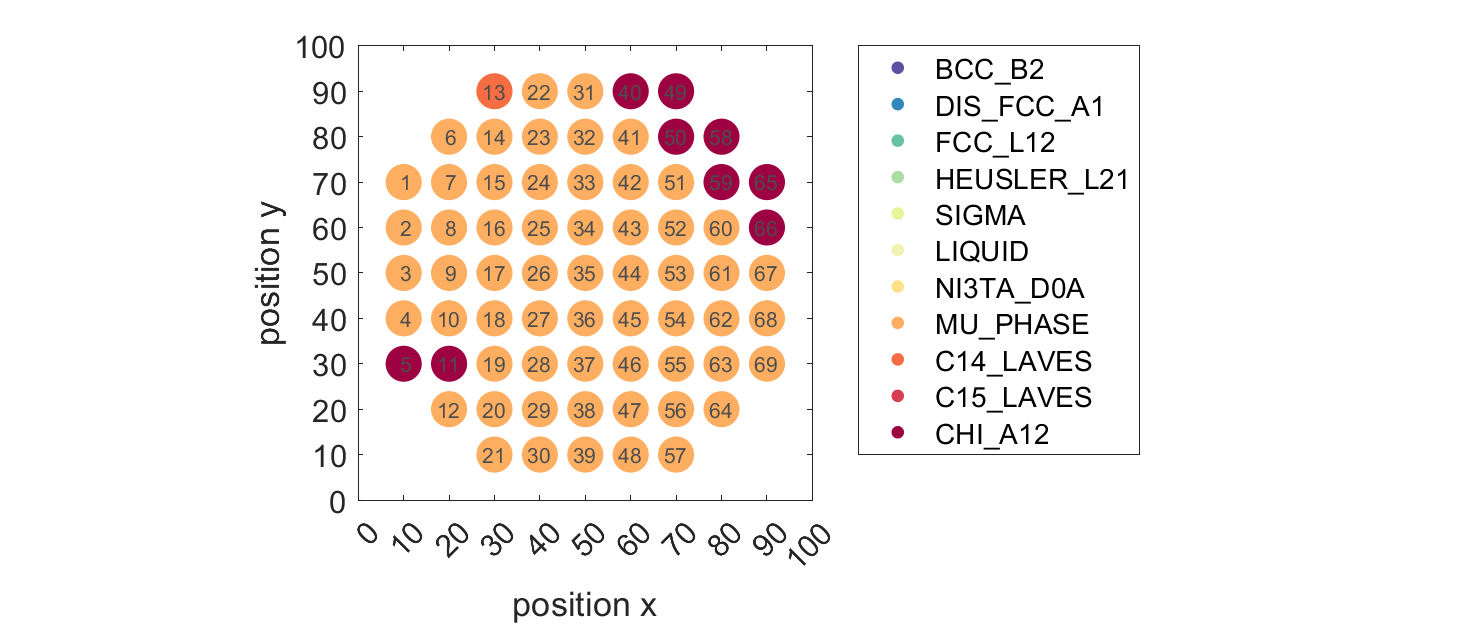 100
90
80
70
60
50
40
30
20
10
0
position y
13 22 31 40 49
6 14 23 32 41 50 58
1 7 15 24 33 42 51 59 65
2 8 16 25 34 43 52 60 66
3 9 17 26 35 44 53 61 67
4 10 18 27 36 45 54 62 68
5 11 19 28 37 46 55 63 69
12 20 29 38 47 56 64
21 30 39 48 57
0 10 20 30 40 50 60 70 80 90 100
position x
BCC_B2
DIS_FCC_A1
FCC_L12
HEUSLER_L21
SIGMA
LIQUID
NI3TA_D0A
MU_PHASE
C14_LAVES
C15_LAVES
CHI_A12